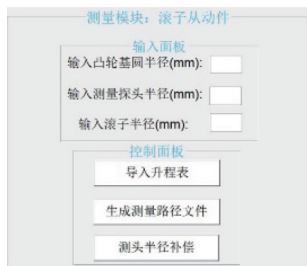 测量模块：滚子从动件
输入面板
输入凸轮基圆半径(mm):
输入测量探头半径(mm):
输入滚子半径(mm):
控制面板
导入升程表
生成测量路径文件
测头半径补偿